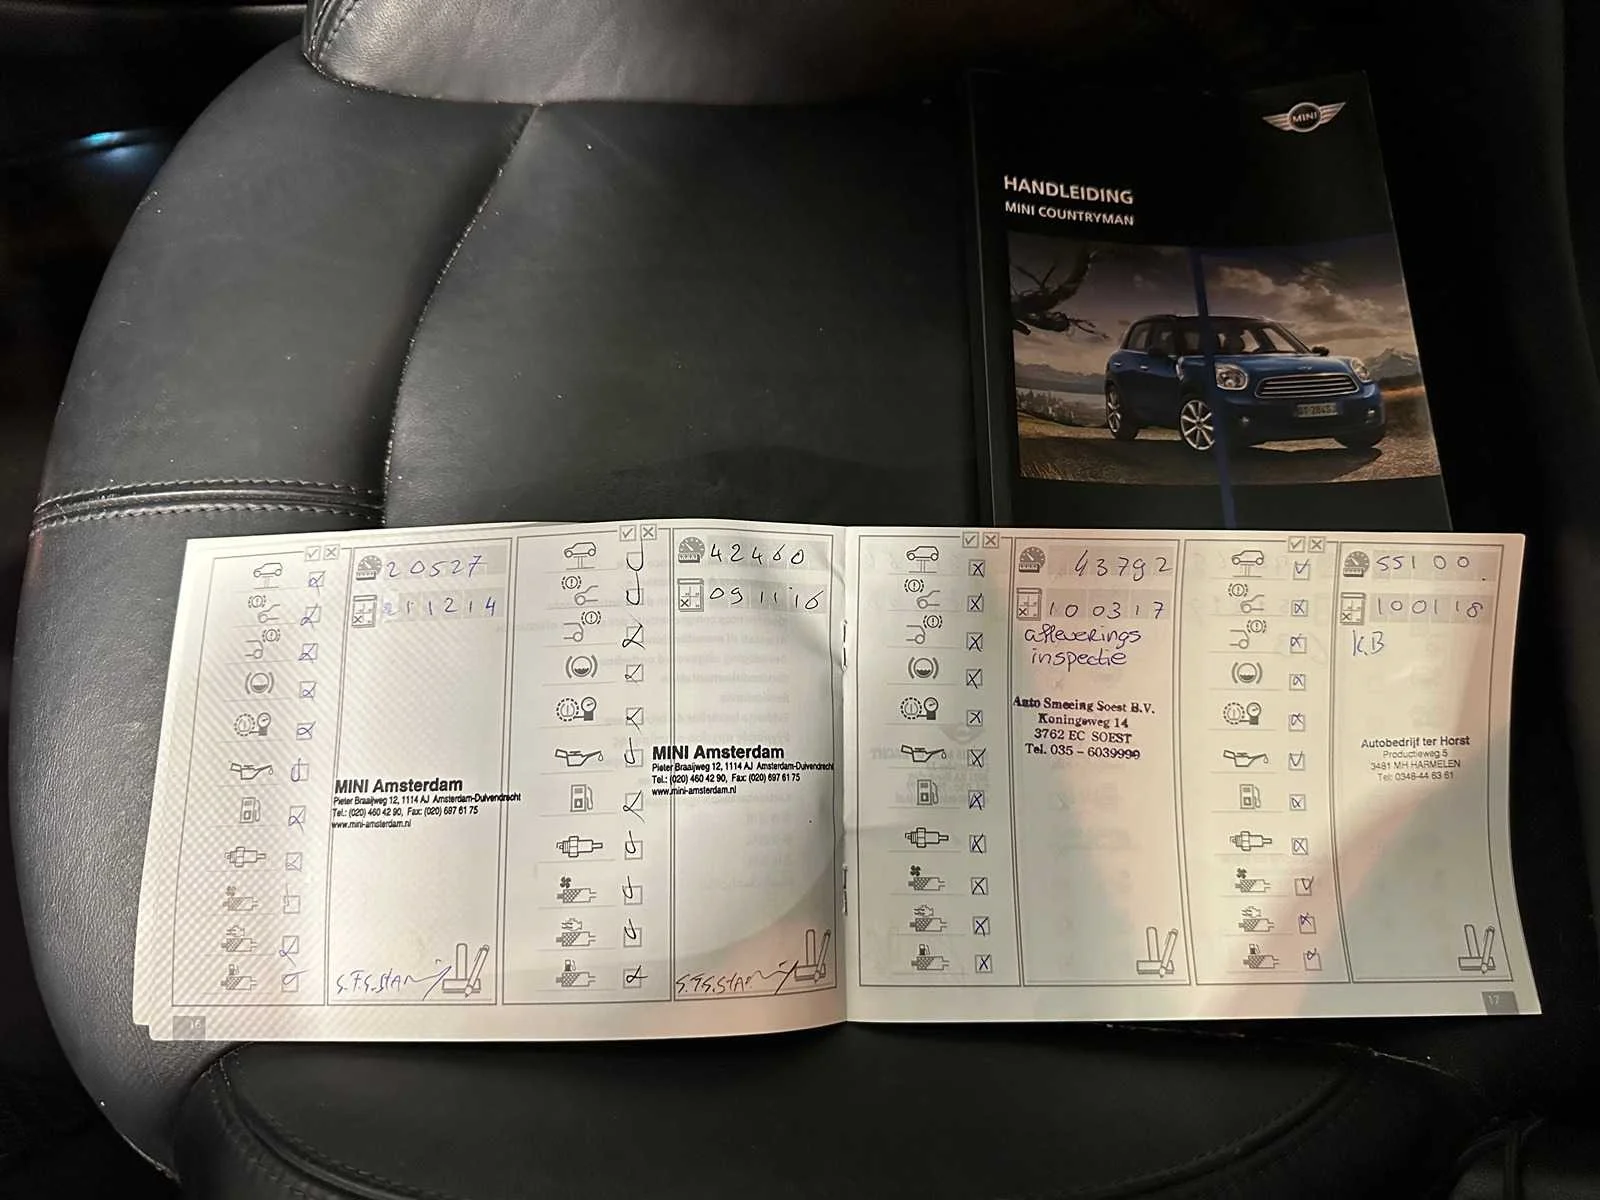 MINI
HANDLEIDING
MINI COUNTRYMAN
20527
211214
MINI Amsterdam
Pieter Braaijweg 12, 1114 AJ Amsterdam-Duivendrecht
Tel.: (020) 460 42 90, Fax: (020) 697 61 75
www.mini-amsterdam.nl
16
42460
091116
MINI Amsterdam
Pieter Braaijweg 12, 1114 AJ Amsterdam-Duivendrecht
Tel.: (020) 460 42 90, Fax: (020) 697 61 75
www.mini-amsterdam.nl
43792
100317
afleverings
inspectie
Auto Smeeing Soest B.V.
Koningsweg 14
3762 EC SOEST
Tel. 035 - 6039999
55100
100118
KB
Autobedrijf ter Horst
Productieweg 5
3481 MH HARMELEN
Tel: 0348-44 63 61
17